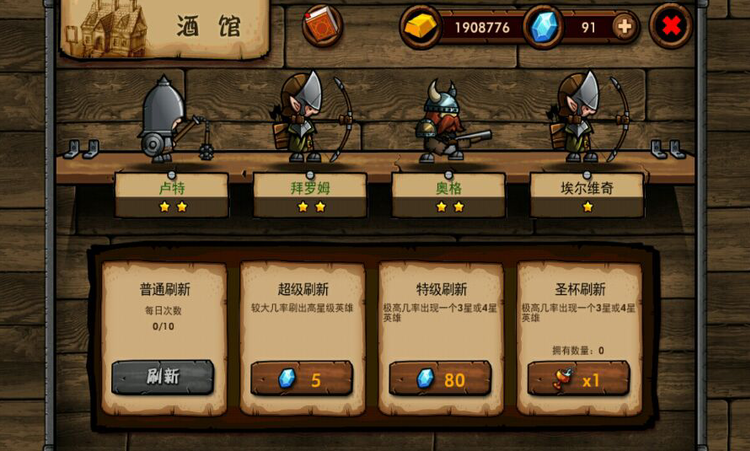 酒馆
1908776
91
卢特
拜罗姆
奥格
埃尔维奇
普通刷新
每日次数
0/10
刷新
超级刷新
较大几率刷出高星级英雄
5
特级刷新
极高几率出现一个3星或4星
英雄
80
圣杯刷新
极高几率出现一个3星或4星
英雄
拥有数量：0
x1